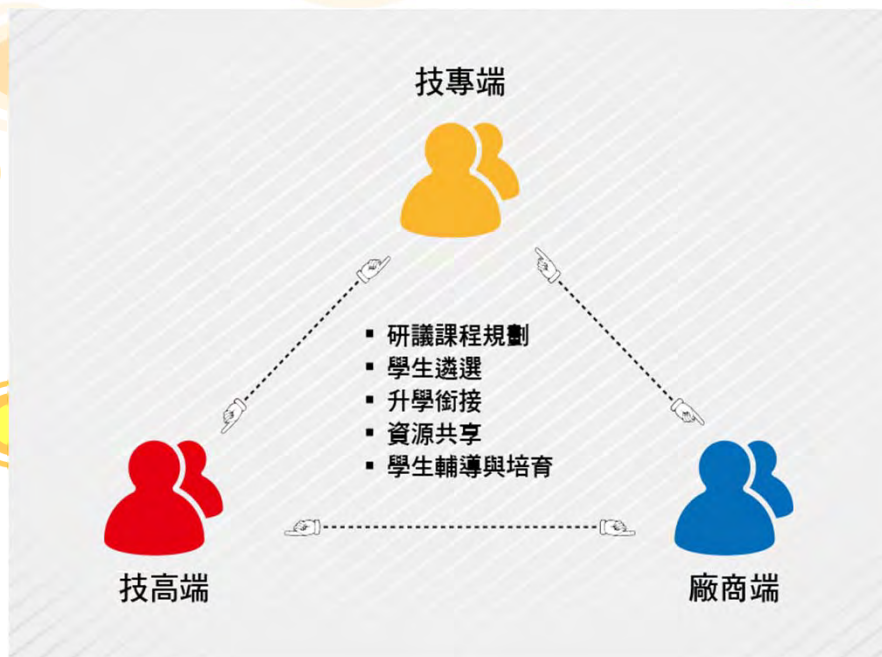 技專端
▪ 研議課程規劃
▪ 學生遴選
▪ 升學銜接
▪ 資源共享
▪ 學生輔導與培育
技高端
廠商端